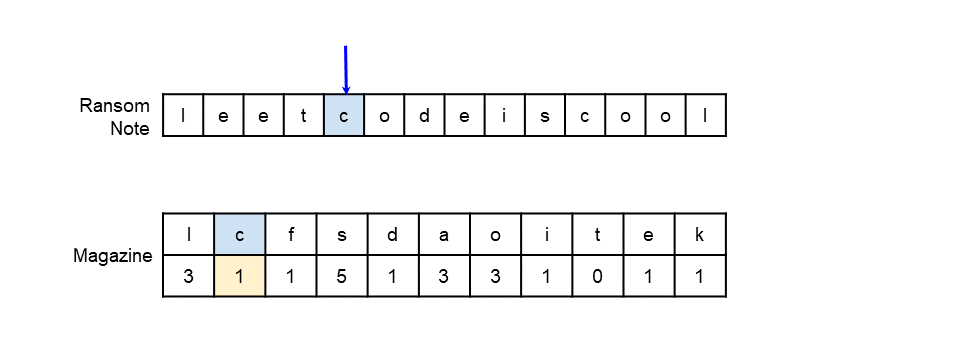 Ransom
Note
l e e t c o d e i s c o o l
Magazine
l c f s d a o i t e k
3 1 1 5 1 3 3 1 0 1 1